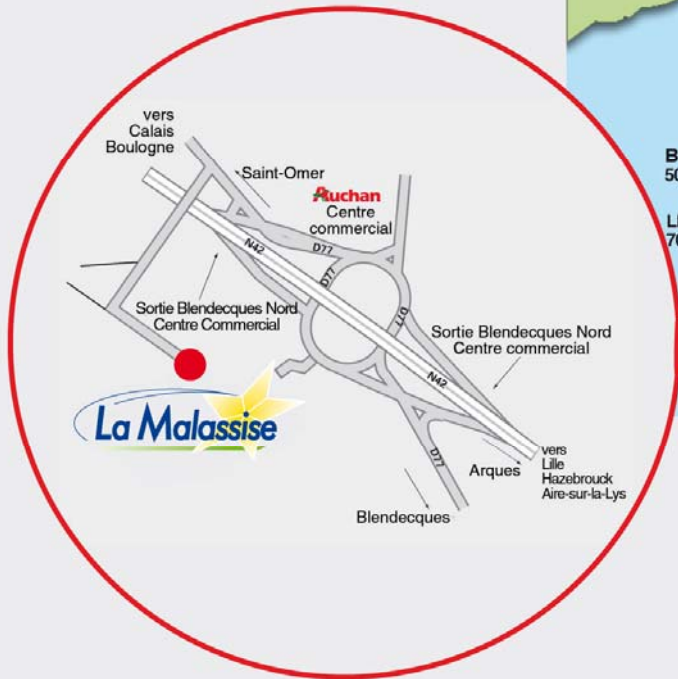 vers
Calais
Boulogne
Saint-Omer
Auchan
Centre
commercial
D77
N42
D77
Sortie Blendecques Nord
Centre Commercial
D77
Sortie Blendecques Nord
Centre commercial
La Malassise
N42
D77
Arques
vers
Lille
Hazebrouck
Aire-sur-la-Lys
Blendecques